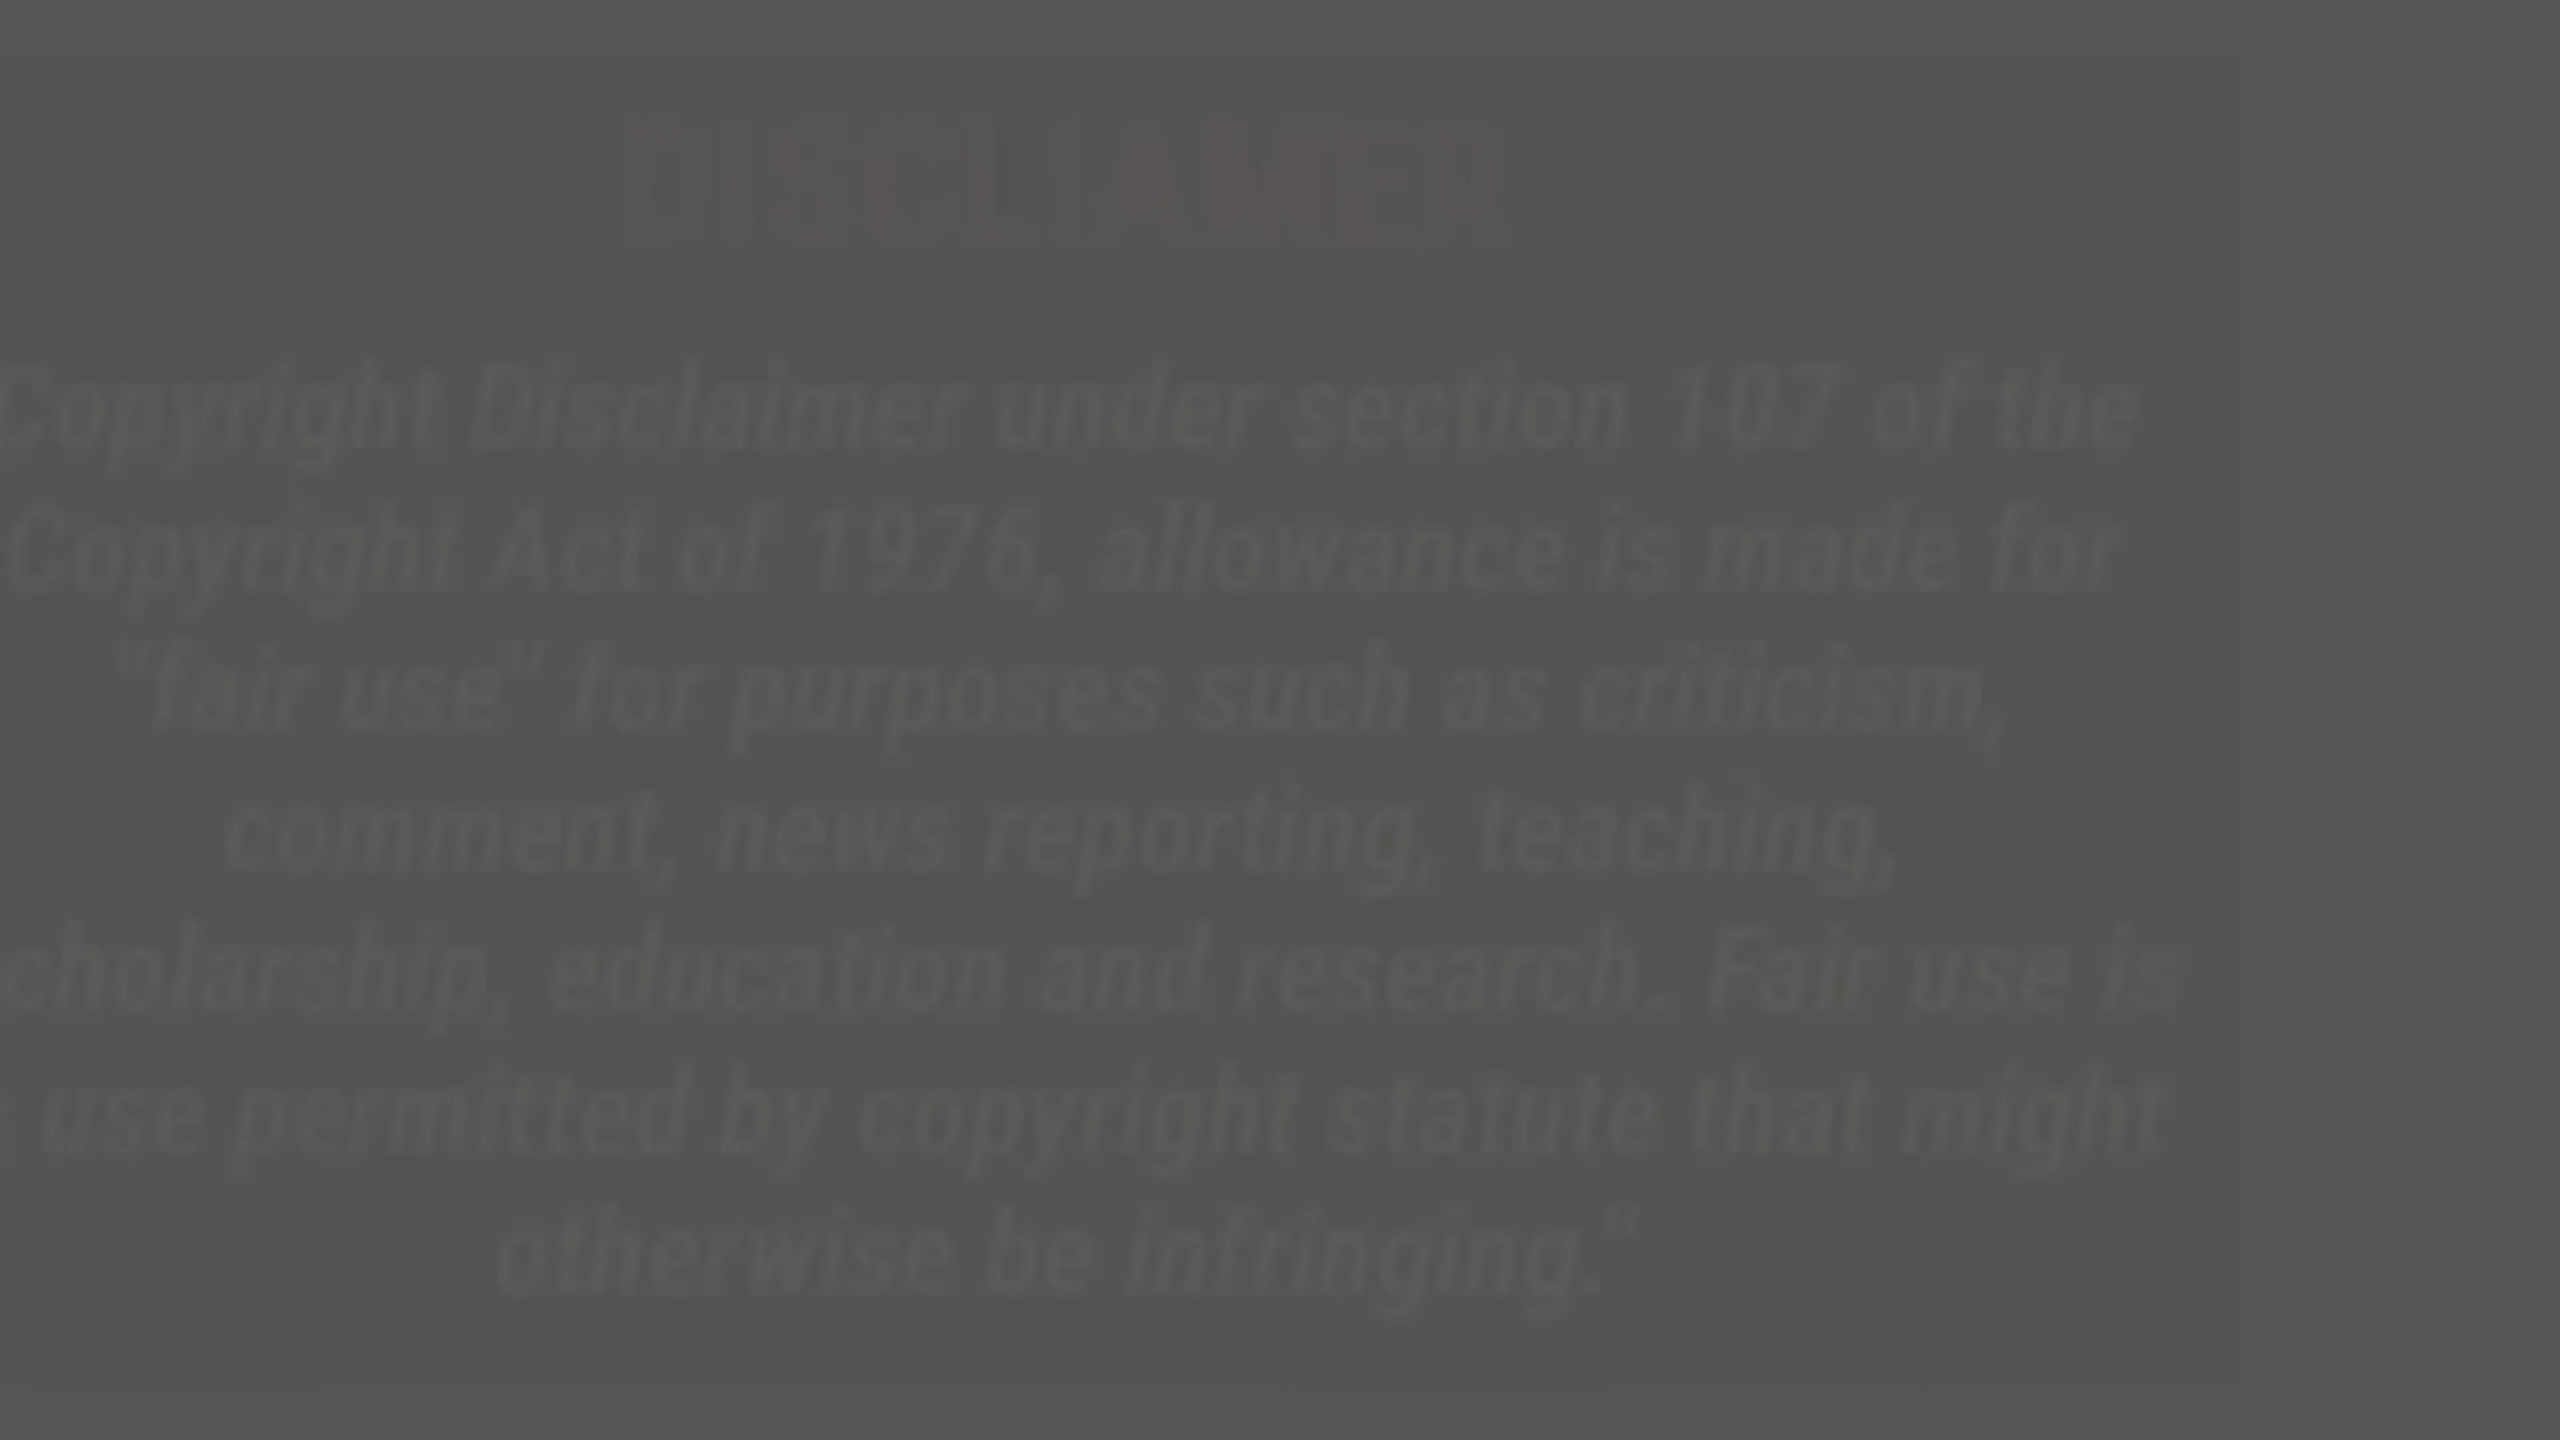 DISCLIAMER
Copyright Disclaimer under section 107 of the
Copyright Act of 1976, allowance is made for
"fair use" for purposes such as criticism,
comment, news reporting, teaching,
cholarship, education and research. Fair use is
use permitted by copyright statute that might
otherwise be infringing."